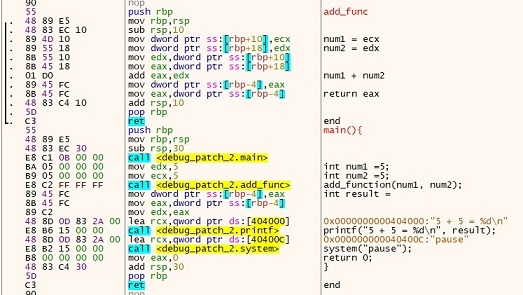 90 nop
55 push rbp add_func
48 89 E5 mov rbp,rsp
48 83 EC 10 sub rsp,10
89 4D 10 mov dword ptr ss:[rbp+10],ecx num1 = ecx
89 55 18 mov dword ptr ss:[rbp+18],edx num2 = edx
8B 55 10 mov edx,dword ptr ss:[rbp+10]
8B 45 18 mov eax,dword ptr ss:[rbp+18]
01 D0 add eax,edx num1 + num2
89 45 FC mov dword ptr ss:[rbp-4],eax
8B 45 FC mov eax,dword ptr ss:[rbp-4] return eax
48 83 C4 10 add rsp,10
5D pop rbp
C3 ret end
55 push rbp main(){
48 89 E5 mov rbp,rsp
48 83 EC 30 sub rsp,30
E8 C1 0B 00 00 call <debug_patch_2.main>
BA 05 00 00 00 mov edx,5 int num1 =5;
B9 05 00 00 00 mov ecx,5 int num2 =5;
E8 C2 FF FF FF call <debug_patch_2.add_func> add_function(num1, num2);
89 45 FC mov dword ptr ss:[rbp-4],eax int result =
8B 45 FC mov eax,dword ptr ss:[rbp-4]
89 C2 mov edx,eax
48 8D 0D 83 2A 00 lea rcx,qword ptr ds:[404000] 0x0000000000404000:"5 + 5 = %d\n"
E8 B6 15 00 00 call <debug_patch_2.printf> printf("5 + 5 = %d\n", result);
48 8D 0D 83 2A 00 lea rcx,qword ptr ds:[40400C] 0x000000000040400C:"pause"
E8 B2 15 00 00 call <debug_patch_2.system> system("pause");
B8 00 00 00 00 mov eax,0 return 0;
48 83 C4 30 add rsp,30 }
5D pop rbp
C3 ret end
90 nop